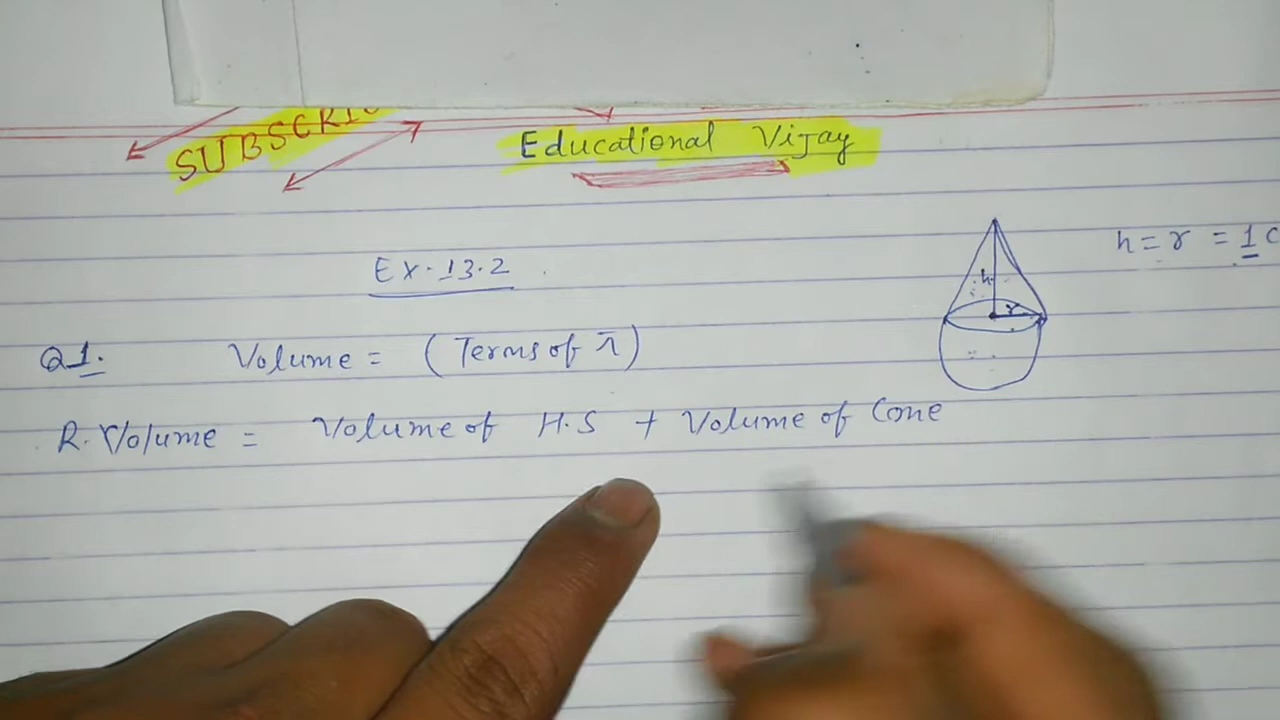 SUBSCRI
Educational Vijay
Ex. 13.2
h = r = 1 c
h
r
Q1. Volume = (Terms of π)
R. Volume = Volume of H.S + Volume of Cone